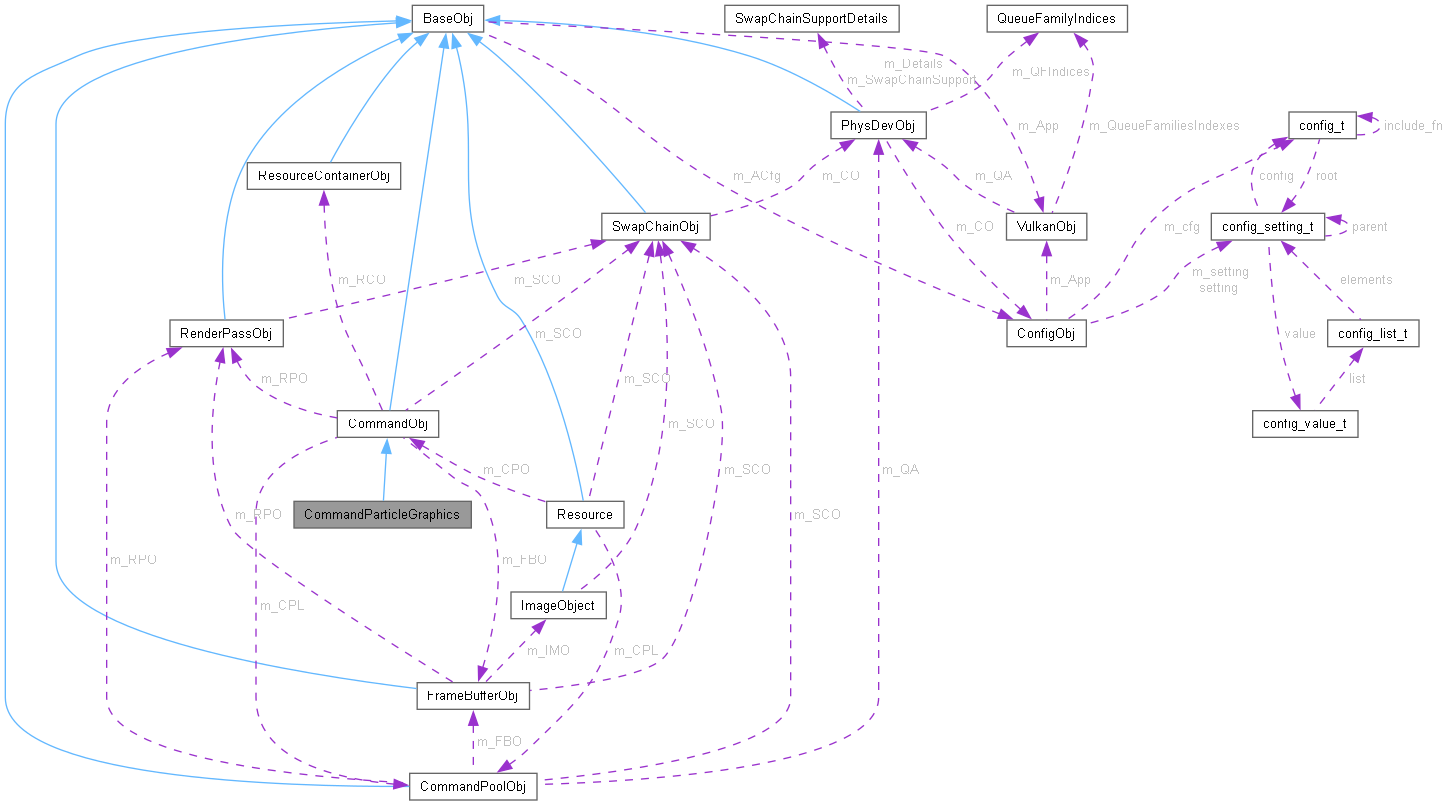 BaseObj
SwapChainSupportDetails
QueueFamilyIndices
m_Details
m_SwapChainSupport
m_QFIndices
PhysDevObj
m_App
m_QueueFamiliesIndexes
config_t
include_fn
ResourceContainerObj
m_ACfg
m_CO
m_QA
config
root
SwapChainObj
m_CO
VulkanObj
m_cfg
config_setting_t
parent
m_RCO
m_SCO
m_App
m_setting
setting
elements
RenderPassObj
m_SCO
ConfigObj
value
config_list_t
m_RPO
m_SCO
list
CommandObj
m_SCO
config_value_t
m_CPO
m_SCO
m_QA
CommandParticleGraphics
m_RPO
Resource
m_SCO
m_RPO
m_FBO
m_CPL
ImageObject
m_IMO
m_CPL
FrameBufferObj
m_FBO
CommandPoolObj